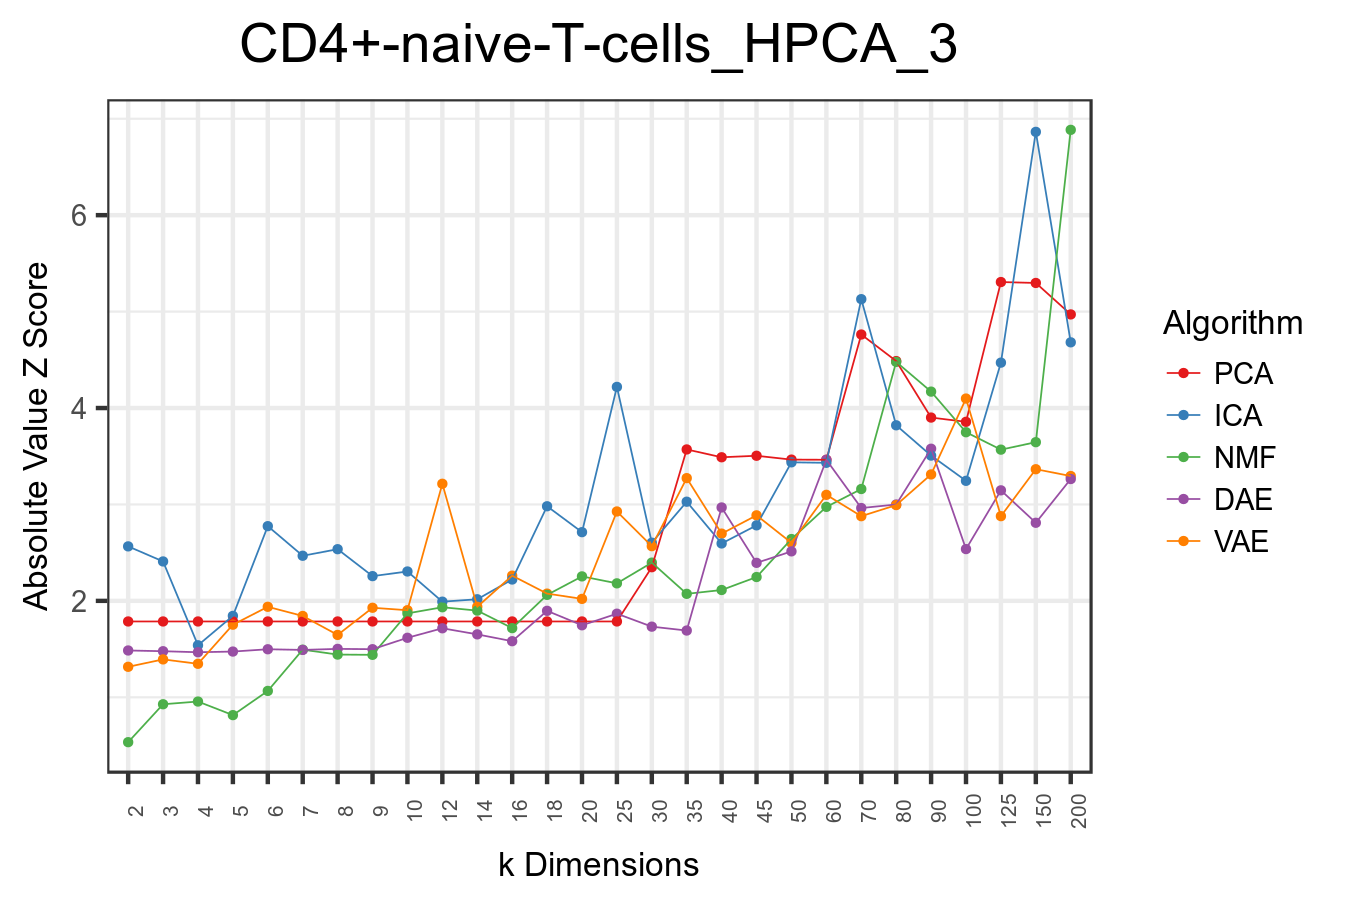 CD4+-naive-T-cells_HPCA_3
Absolute Value Z Score
6
4
2
2 3 4 5 6 7 8 9 10 12 14 16 18 20 25 30 35 40 45 50 60 70 80 90 100 125 150 200
k Dimensions
Algorithm
PCA
ICA
NMF
DAE
VAE